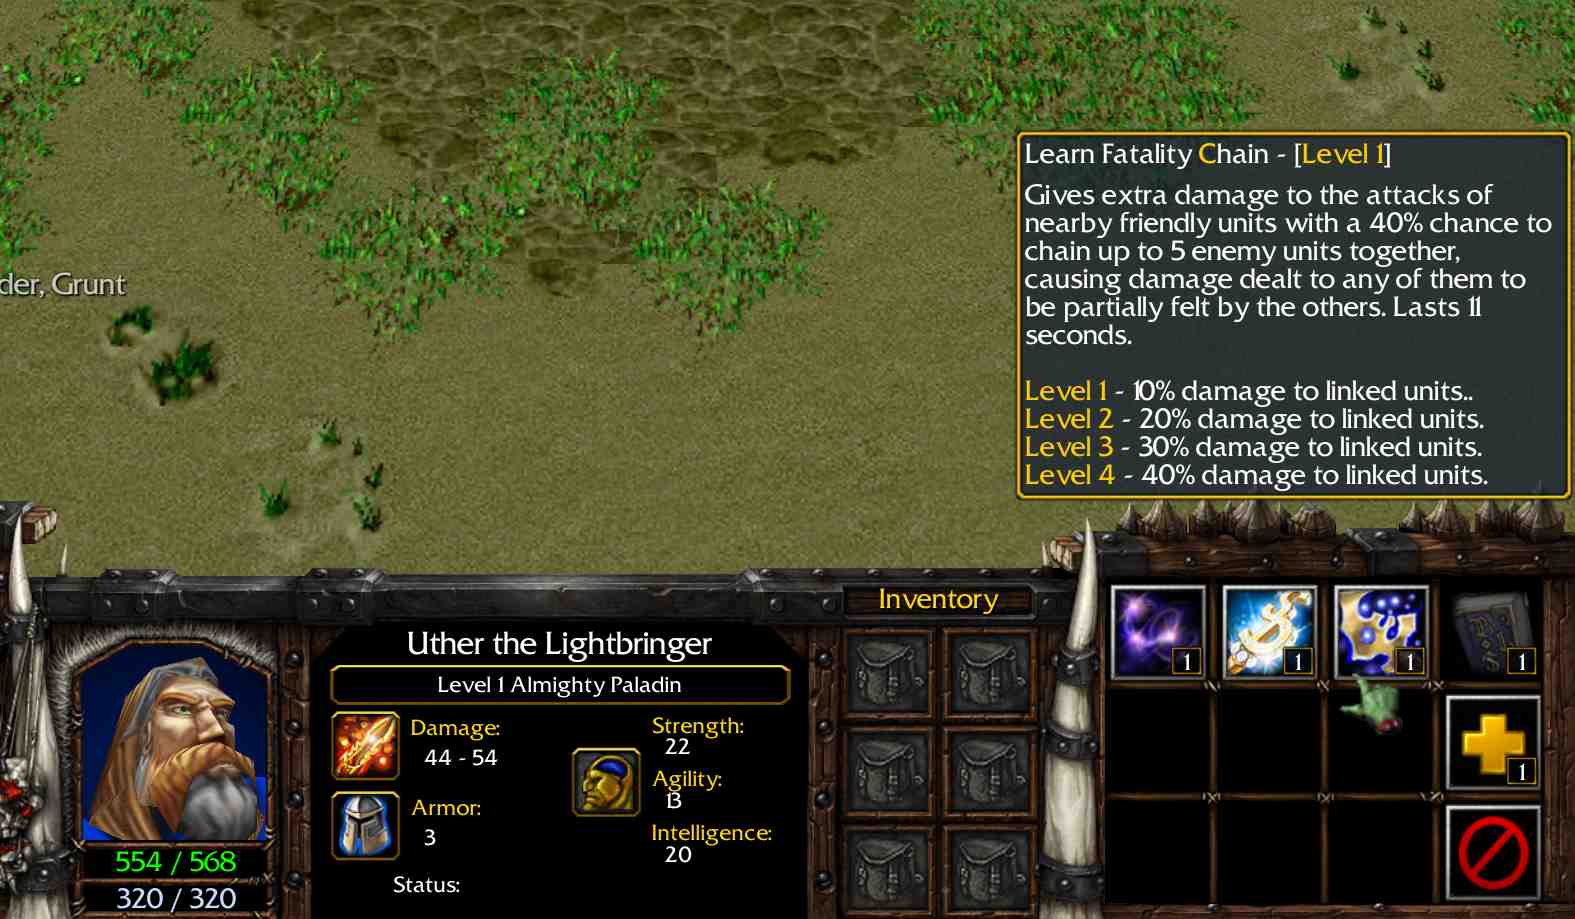 Learn Fatality Chain - [Level 1]
Gives extra damage to the attacks of
nearby friendly units with a 40% chance to
chain up to 5 enemy units together,
causing damage dealt to any of them to
be partially felt by the others. Lasts 11
seconds.
Level 1 - 10% damage to linked units..
Level 2 - 20% damage to linked units.
Level 3 - 30% damage to linked units.
Level 4 - 40% damage to linked units.
der, Grunt
Inventory
Uther the Lightbringer
Level 1 Almighty Paladin
Damage:
44 - 54
Armor:
3
Strength:
22
Agility:
13
Intelligence:
20
Status:
554 / 568
320 / 320
1
1
1
1
1